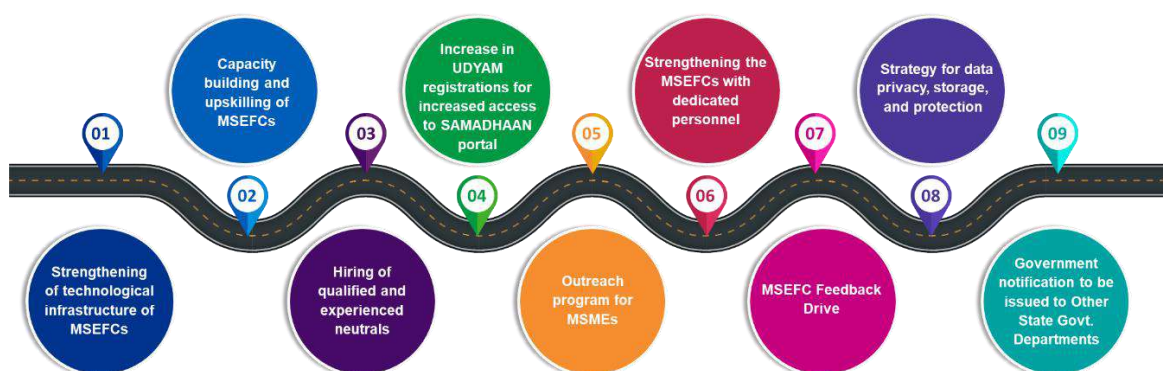 01
Strengthening
of technological
infrastructure of
MSEFCs
02
Capacity
building and
upskilling of
MSEFCs
03
Hiring of
qualified and
experienced
neutrals
04
Increase in
UDYAM
registrations for
increased access
to SAMADHAAN
portal
05
Outreach
program for
MSMEs
06
Strengthening the
MSEFCs with
dedicated
personnel
07
MSEFC Feedback
Drive
08
Strategy for data
privacy, storage,
and protection
09
Government
notification to be
issued to Other
State Govt.
Departments